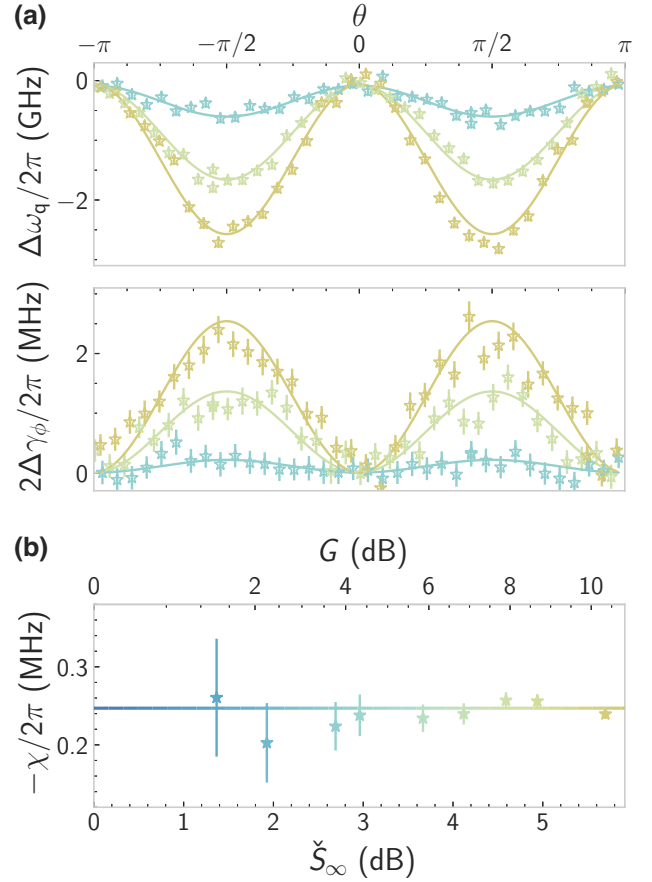 (a)
θ
−π −π/2 0 π/2 π
Δω_q/2π (GHz)
0
−2
2Δγ_ϕ/2π (MHz)
2
0
(b)
G (dB)
0 2 4 6 8 10
−χ/2π (MHz)
0.3
0.2
0 1 2 3 4 5
Š_∞ (dB)